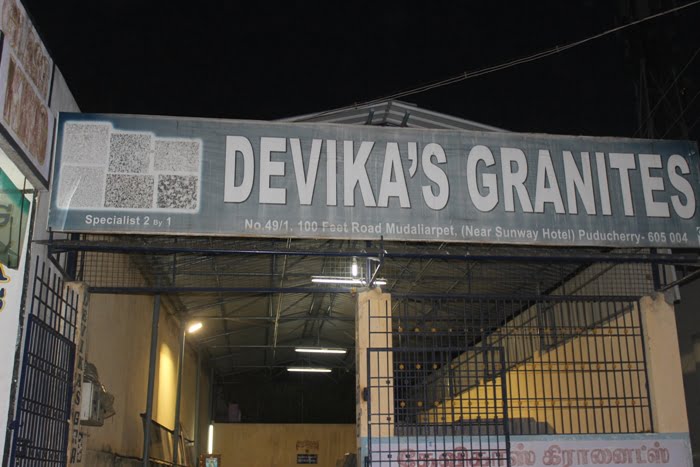 DEVIKA'S GRANITES
Specialist 2 By 1
No.49/1. 100 Feet Road Mudaliarpet, (Near Sunway Hotel) Puducherry- 605 004
தேவிகாஸ் கிரானைட்ஸ்